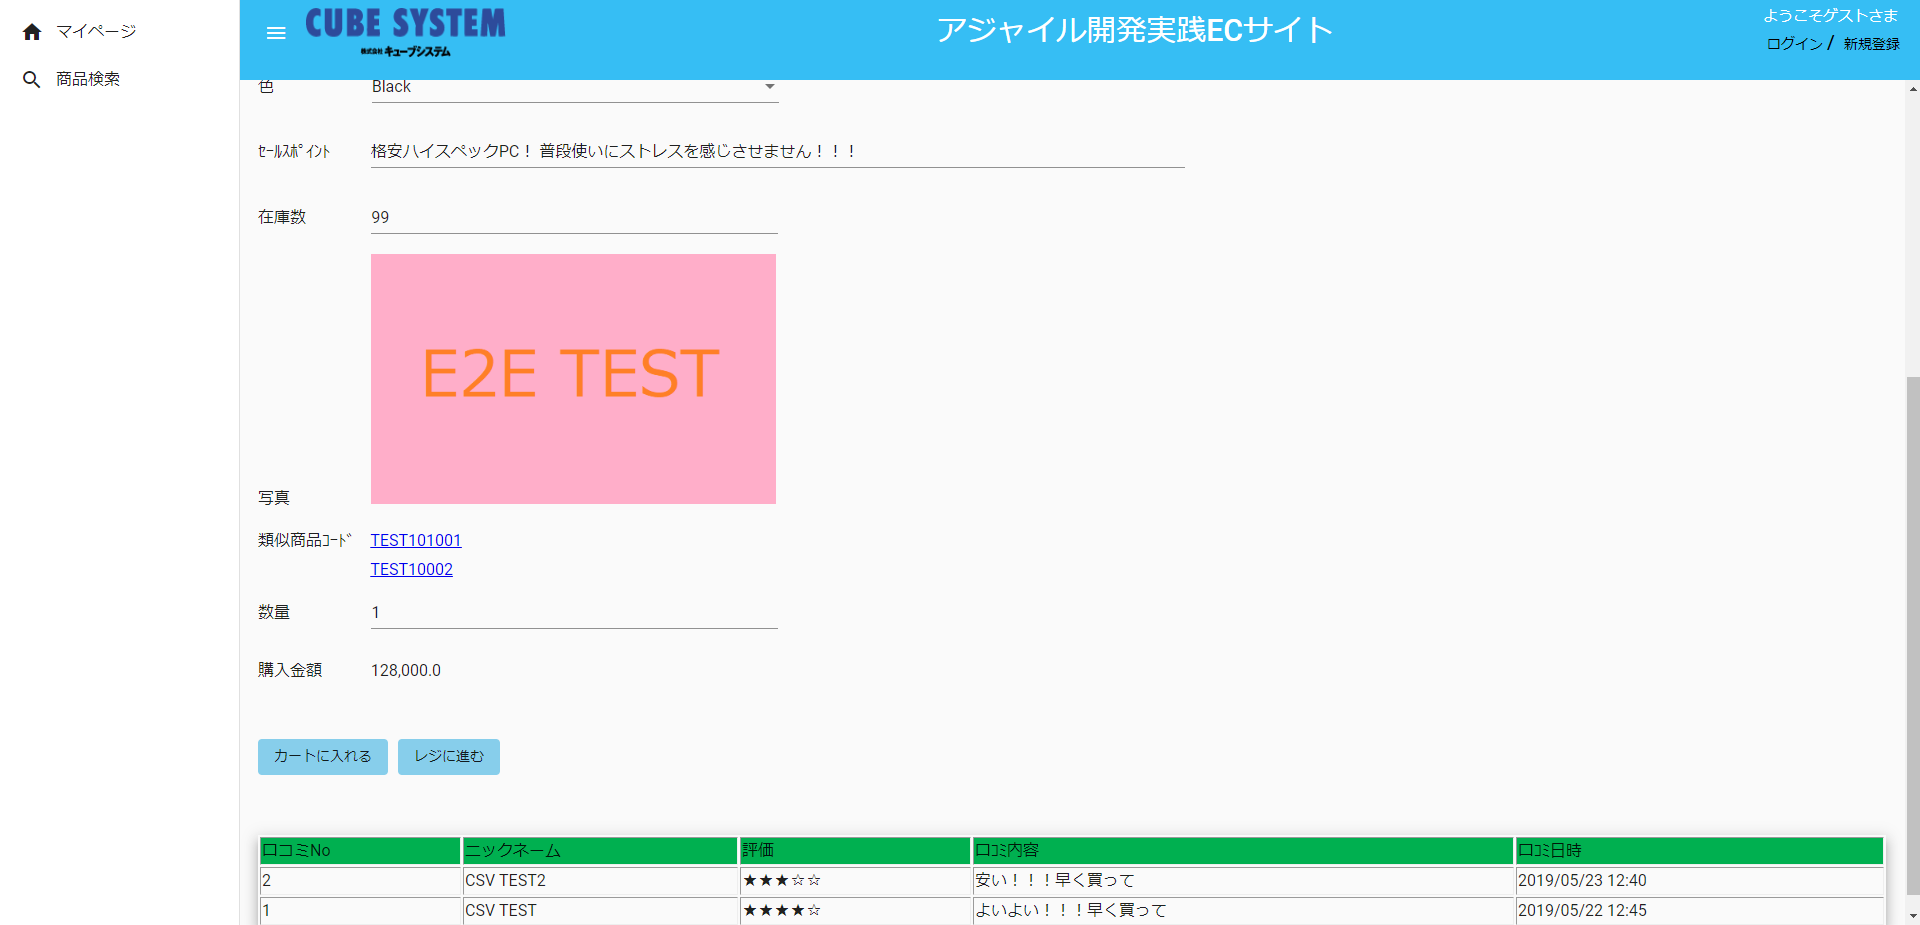 マイページ
商品検索
CUBE SYSTEM
株式会社 キューブシステム
アジャイル開発実践ECサイト
ようこそゲストさま
ログイン / 新規登録
色 Black
ｾｰﾙｽﾎﾟｲﾝﾄ 格安ハイスペックPC！ 普段使いにストレスを感じさせません！！！
在庫数 99
E2E TEST
写真
類似商品ｺｰﾄﾞ TEST101001
TEST10002
数量 1
購入金額 128,000.0
カートに入れる レジに進む
口コミNo ニックネーム 評価 口ｺﾐ内容 口ｺﾐ日時
2 CSV TEST2 ★★★☆☆ 安い！！！早く買って 2019/05/23 12:40
1 CSV TEST ★★★★☆ よいよい！！！早く買って 2019/05/22 12:45